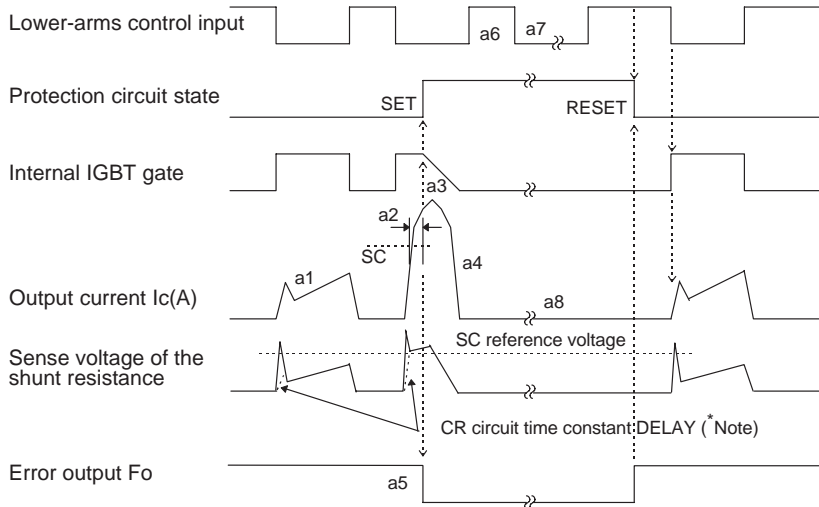 Lower-arms control input
a6
a7
Protection circuit state
SET
RESET
Internal IGBT gate
a3
a2
SC
a4
a1
a8
Output current Ic(A)
SC reference voltage
Sense voltage of the
shunt resistance
CR circuit time constant DELAY (*Note)
Error output Fo
a5